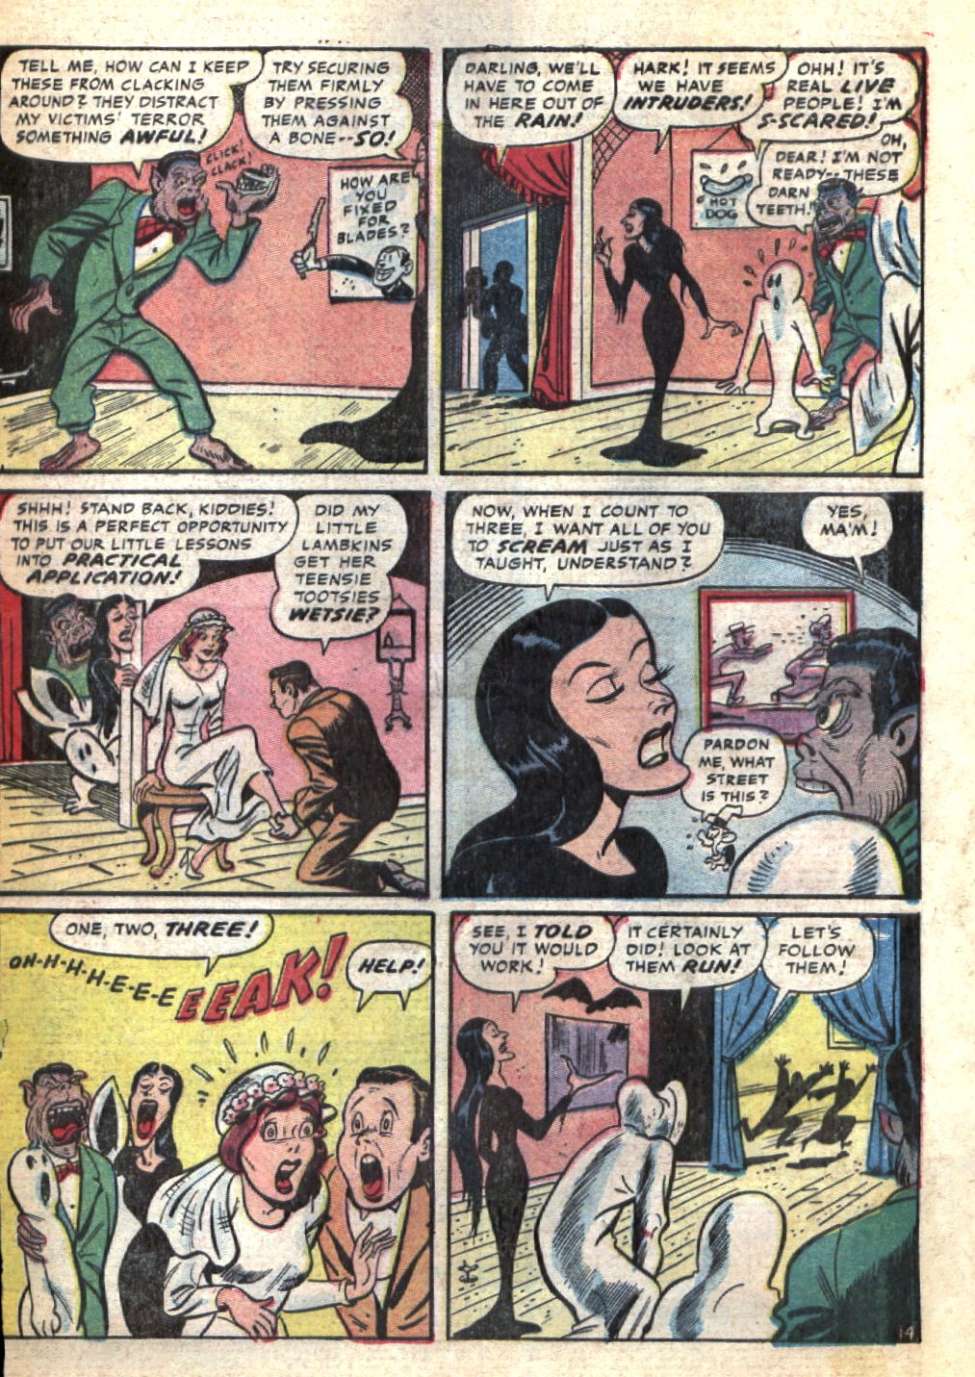 TELL ME, HOW CAN I KEEP
THESE FROM CLACKING
AROUND? THEY DISTRACT
MY VICTIMS' TERROR
SOMETHING AWFUL!
TRY SECURING
THEM FIRMLY
BY PRESSING
THEM AGAINST
A BONE--SO!
CLICK!
CLACK!
HOW ARE
YOU
FIXED
FOR
BLADES?
DARLING, WE'LL
HAVE TO COME
IN HERE OUT OF
THE RAIN!
HARK! IT SEEMS
WE HAVE
INTRUDERS!
OHH! IT'S
REAL LIVE
PEOPLE! I'M
S-SCARED!
OH,
DEAR! I'M NOT
READY--THESE
DARN
TEETH!
HOT
DOG
SHHH! STAND BACK, KIDDIES!
THIS IS A PERFECT OPPORTUNITY
TO PUT OUR LITTLE LESSONS
INTO PRACTICAL
APPLICATION!
DID MY
LITTLE
LAMBKINS
GET HER
TEENSIE
TOOTSIES
WETSIE?
NOW, WHEN I COUNT TO
THREE, I WANT ALL OF YOU
TO SCREAM JUST AS I
TAUGHT, UNDERSTAND?
YES,
MA'M!
PARDON
ME, WHAT
STREET
IS THIS?
ONE, TWO, THREE!
OH-H-H-H-E-E-E EEAK!
HELP!
SEE, I TOLD
YOU IT WOULD
WORK!
IT CERTAINLY
DID! LOOK AT
THEM RUN!
LET'S
FOLLOW
THEM!
14